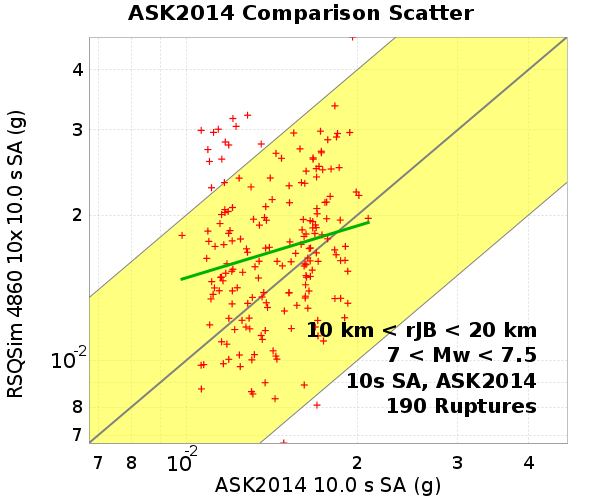 ASK2014 Comparison Scatter
RSQSim 4860 10x 10.0 s SA (g)
4
3
2
10-2
8
7
10 km < rJB < 20 km
7 < Mw < 7.5
10s SA, ASK2014
190 Ruptures
7 8 10-2 2 3 4
ASK2014 10.0 s SA (g)